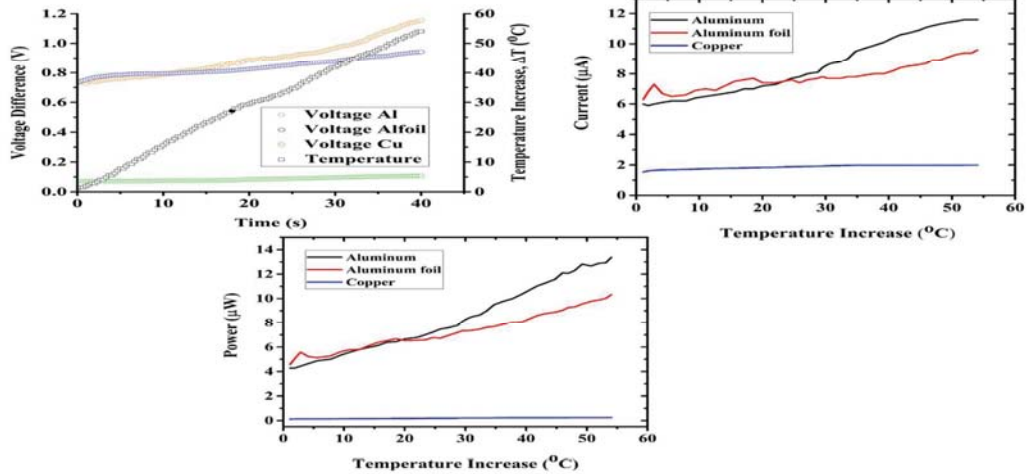 Voltage Difference (V)
1.2
1.0
0.8
0.6
0.4
0.2
0.0
Voltage Al
Voltage Alfoil
Voltage Cu
Temperature
60
50
40
30
20
10
0
Temperature Increase, ΔT (⁰C)
0 10 20 30 40
Time (s)
Current (µA)
12
10
8
6
4
2
0
Aluminum
Aluminum foil
Copper
0 10 20 30 40 50 60
Temperature Increase (⁰C)
Power (µW)
14
12
10
8
6
4
2
0
Aluminum
Aluminum foil
Copper
0 10 20 30 40 50 60
Temperature Increase (⁰C)